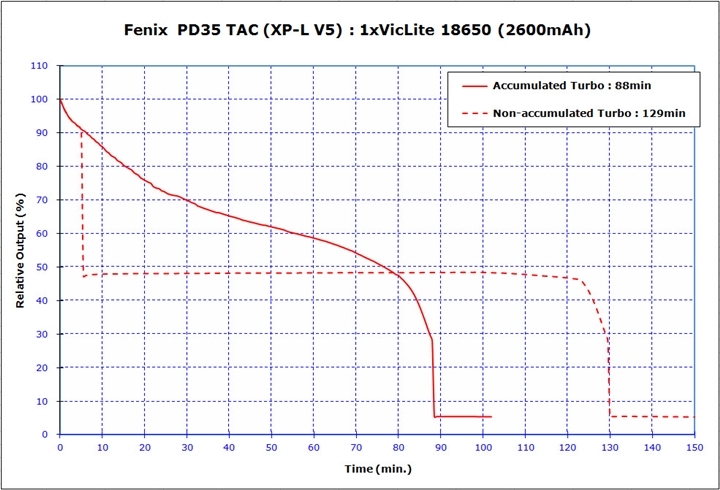 Fenix PD35 TAC (XP-L V5) : 1xVicLite 18650 (2600mAh)
Accumulated Turbo : 88min
Non-accumulated Turbo : 129min
Relative Output (%)
110
100
90
80
70
60
50
40
30
20
10
0
0 10 20 30 40 50 60 70 80 90 100 110 120 130 140 150
Time (min.)